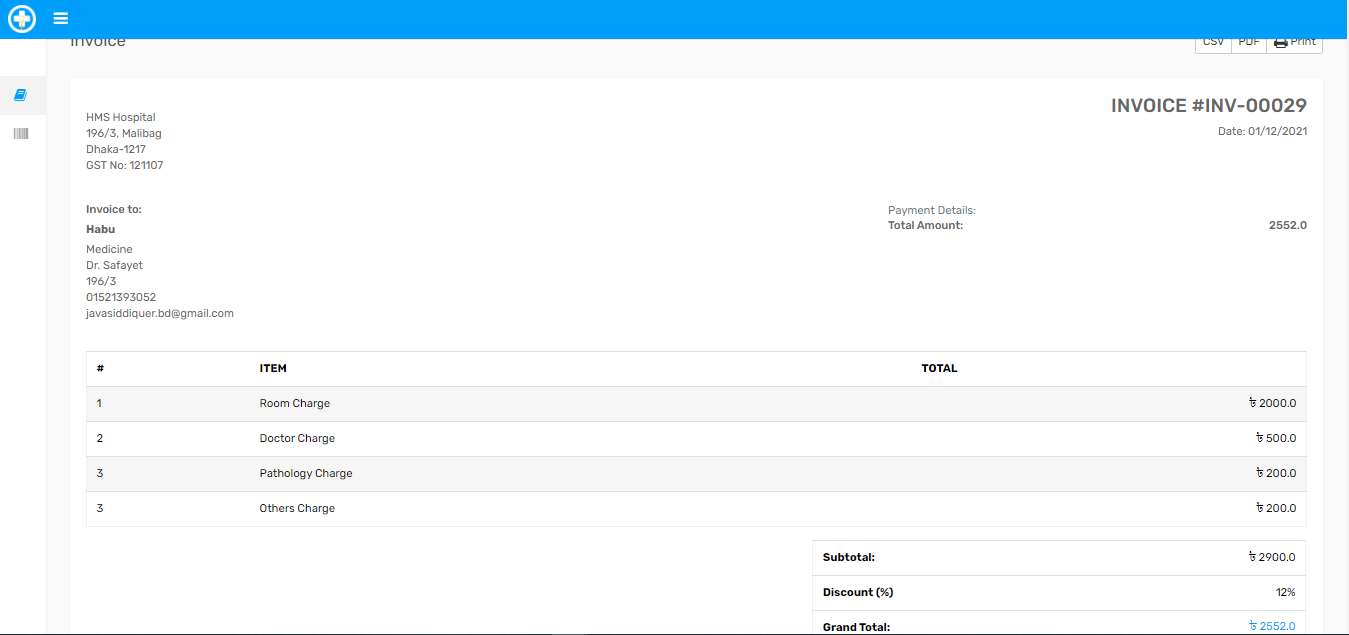 Invoice
CSV PDF Print
INVOICE #INV-00029
Date: 01/12/2021
HMS Hospital
196/3, Malibag
Dhaka-1217
GST No: 121107
Invoice to:
Habu
Medicine
Dr. Safayet
196/3
01521393052
javasiddiquer.bd@gmail.com
Payment Details:
Total Amount: 2552.0
# ITEM TOTAL
1 Room Charge ৳ 2000.0
2 Doctor Charge ৳ 500.0
3 Pathology Charge ৳ 200.0
3 Others Charge ৳ 200.0
Subtotal: ৳ 2900.0
Discount (%) 12%
Grand Total: ৳ 2552.0